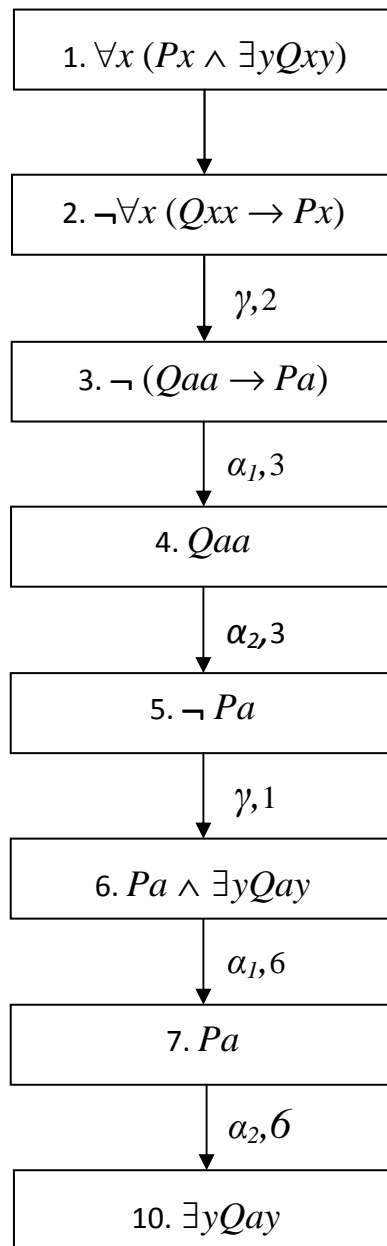 1. ∀x (Px ∧ ∃yQxy)
2. ¬∀x (Qxx → Px)
γ,2
3. ¬ (Qaa → Pa)
α₁,3
4. Qaa
α₂,3
5. ¬ Pa
γ,1
6. Pa ∧ ∃yQay
α₁,6
7. Pa
α₂,6
10. ∃yQay